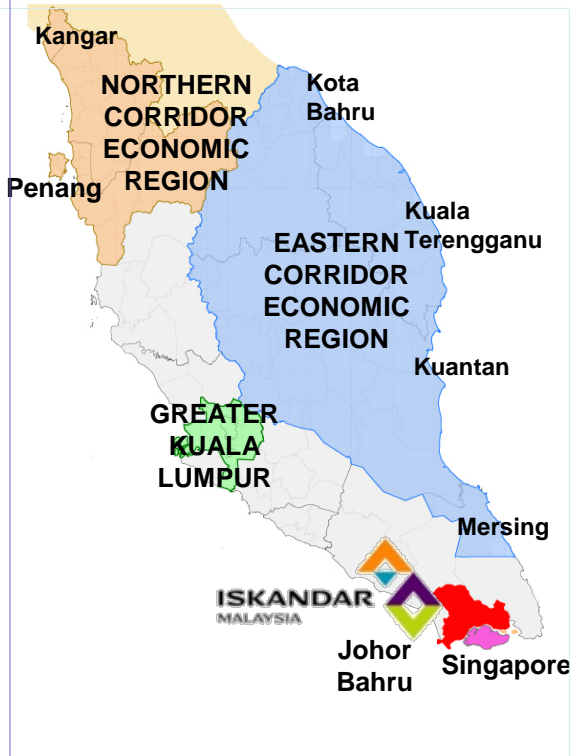 Kangar
NORTHERN
CORRIDOR
ECONOMIC
REGION
Kota
Bahru
Penang
Kuala
Terengganu
EASTERN
CORRIDOR
ECONOMIC
REGION
Kuantan
GREATER
KUALA
LUMPUR
Mersing
ISKANDAR
MALAYSIA
Johor
Bahru
Singapore